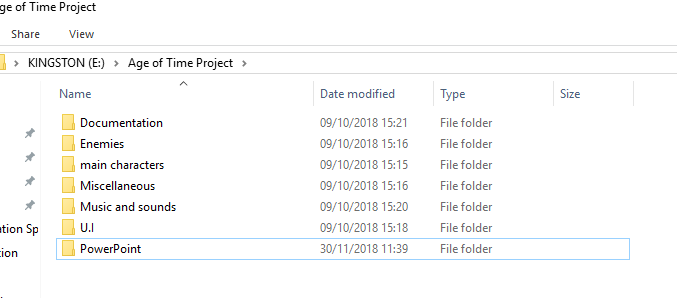 ge of Time Project
Share View
KINGSTON (E:) > Age of Time Project >
Name Date modified Type Size
Documentation 09/10/2018 15:21 File folder
Enemies 09/10/2018 15:16 File folder
main characters 09/10/2018 15:15 File folder
Miscellaneous 09/10/2018 15:16 File folder
Music and sounds 09/10/2018 15:20 File folder
U.I 09/10/2018 15:18 File folder
PowerPoint 30/11/2018 11:39 File folder
ntion Sp
tion